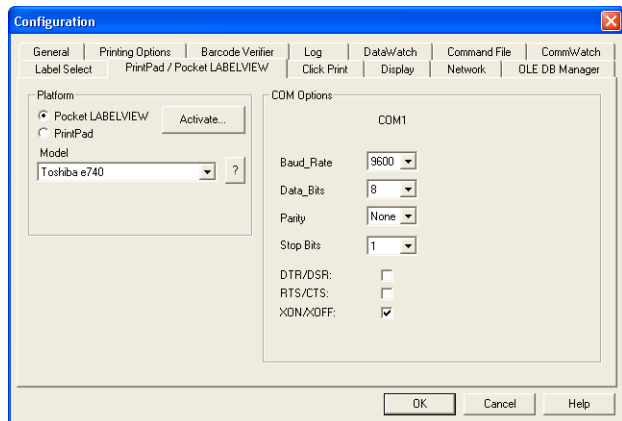 Configuration
General Printing Options Barcode Verifier Log DataWatch Command File CommWatch
Label Select PrintPad / Pocket LABELVIEW Click Print Display Network OLE DB Manager
Platform
Pocket LABELVIEW
Activate...
PrintPad
Model
Toshiba e740
?
COM Options
COM1
Baud_Rate 9600
Data_Bits 8
Parity None
Stop Bits 1
DTR/DSR:
RTS/CTS:
XON/XOFF:
OK Cancel Help